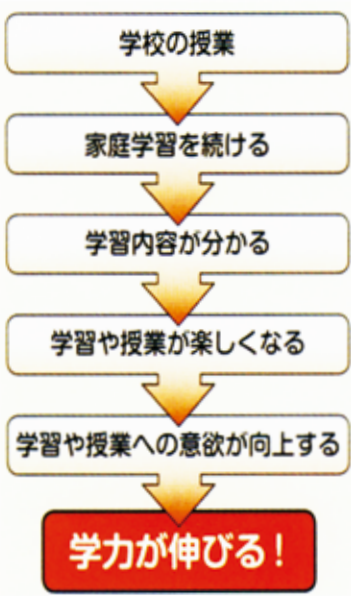 学校の授業
家庭学習を続ける
学習内容が分かる
学習や授業が楽しくなる
学習や授業への意欲が向上する
学力が伸びる！